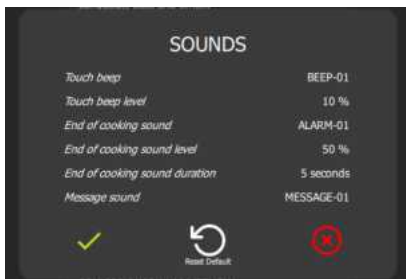 SOUNDS
Touch beep BEEP-01
Touch beep level 10 %
End of cooking sound ALARM-01
End of cooking sound level 50 %
End of cooking sound duration 5 seconds
Message sound MESSAGE-01
Reset Default